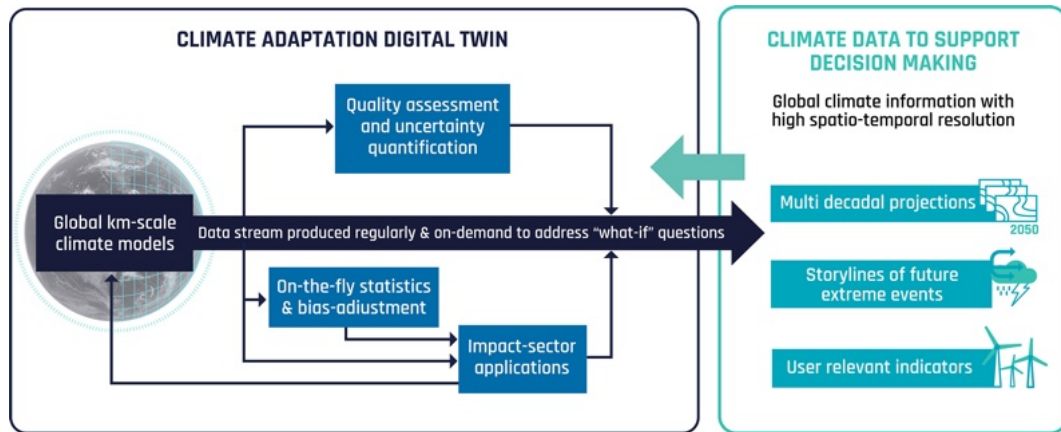 CLIMATE ADAPTATION DIGITAL TWIN
Quality assessment
and uncertainty
quantification
Global km-scale
climate models
Data stream produced regularly & on-demand to address “what-if” questions
On-the-fly statistics
& bias-adiustment
Impact-sector
applications
CLIMATE DATA TO SUPPORT
DECISION MAKING
Global climate information with
high spatio-temporal resolution
Multi decadal projections
2050
Storylines of future
extreme events
User relevant indicators